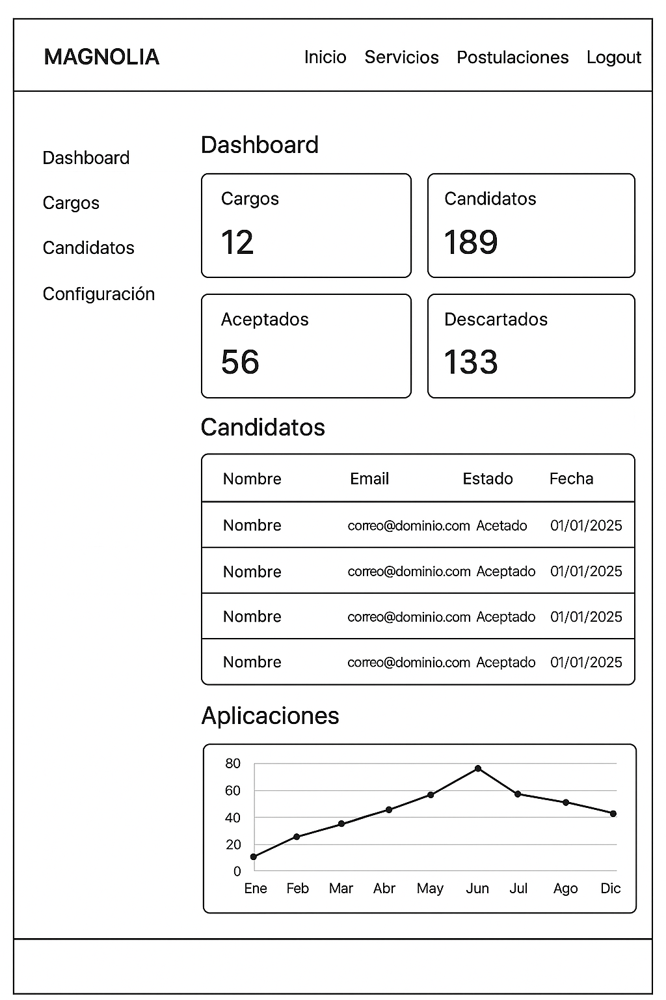 MAGNOLIA Inicio Servicios Postulaciones Logout
Dashboard
Cargos
Candidatos
Configuración
Dashboard
Cargos
12
Candidatos
189
Aceptados
56
Descartados
133
Candidatos
Nombre Email Estado Fecha
Nombre correo@dominio.com Acetado 01/01/2025
Nombre correo@dominio.com Aceptado 01/01/2025
Nombre correo@dominio.com Aceptado 01/01/2025
Nombre correo@dominio.com Aceptado 01/01/2025
Aplicaciones
80
60
40
20
0
Ene Feb Mar Abr May Jun Jul Ago Dic